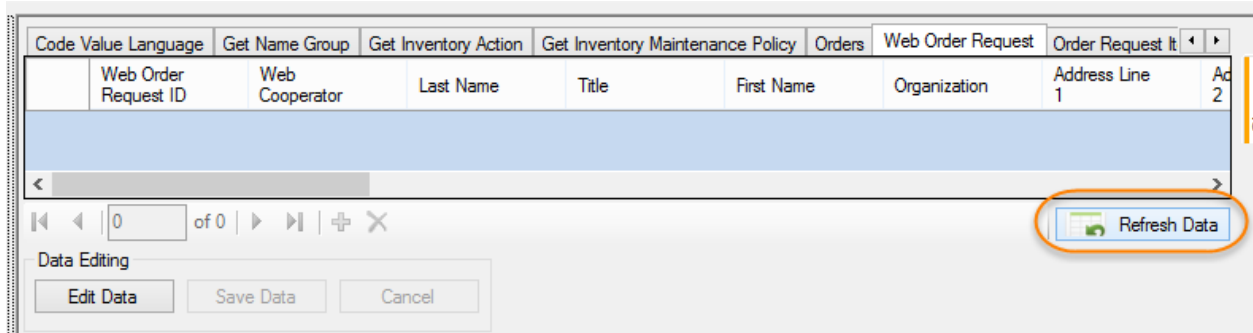 Code Value Language Get Name Group Get Inventory Action Get Inventory Maintenance Policy Orders Web Order Request Order Request It
Web Order Request ID
Web Cooperator
Last Name
Title
First Name
Organization
Address Line 1
Ad 2
0 of 0
Refresh Data
Data Editing
Edit Data Save Data Cancel